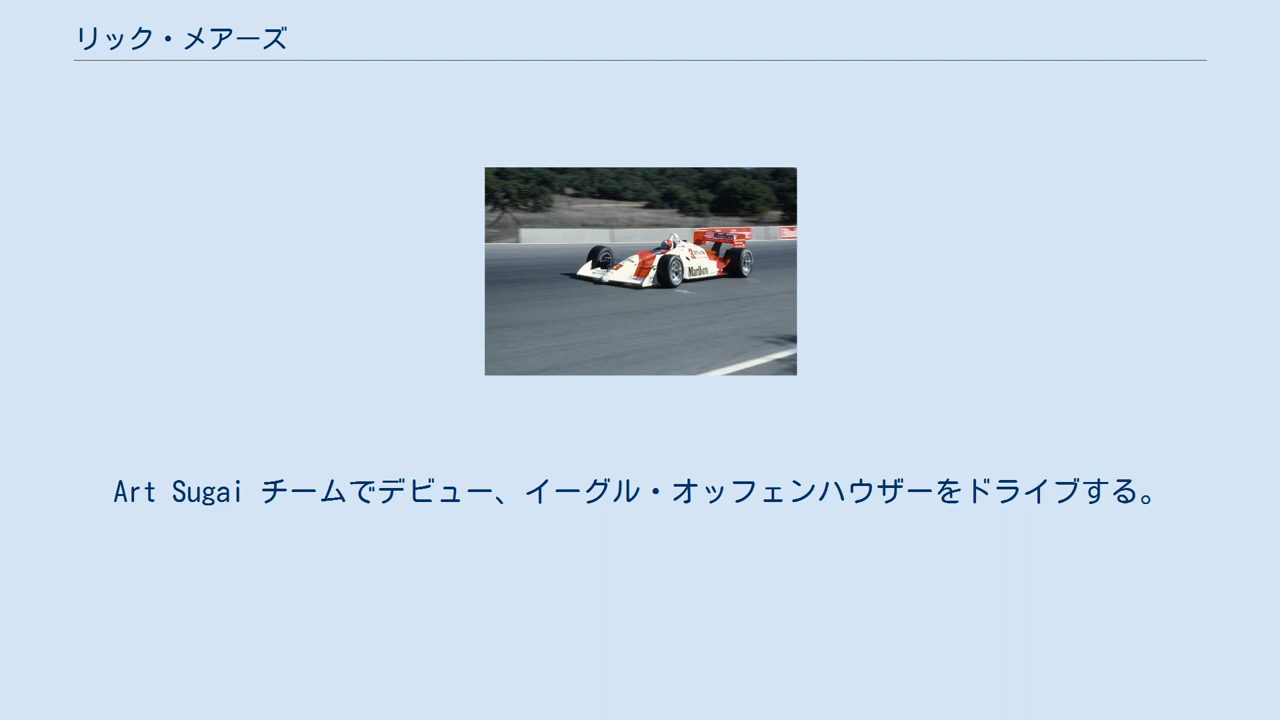 リック・メアーズ
Marlboro
Art Sugai チームでデビュー、イーグル・オッフェンハウザーをドライブする。